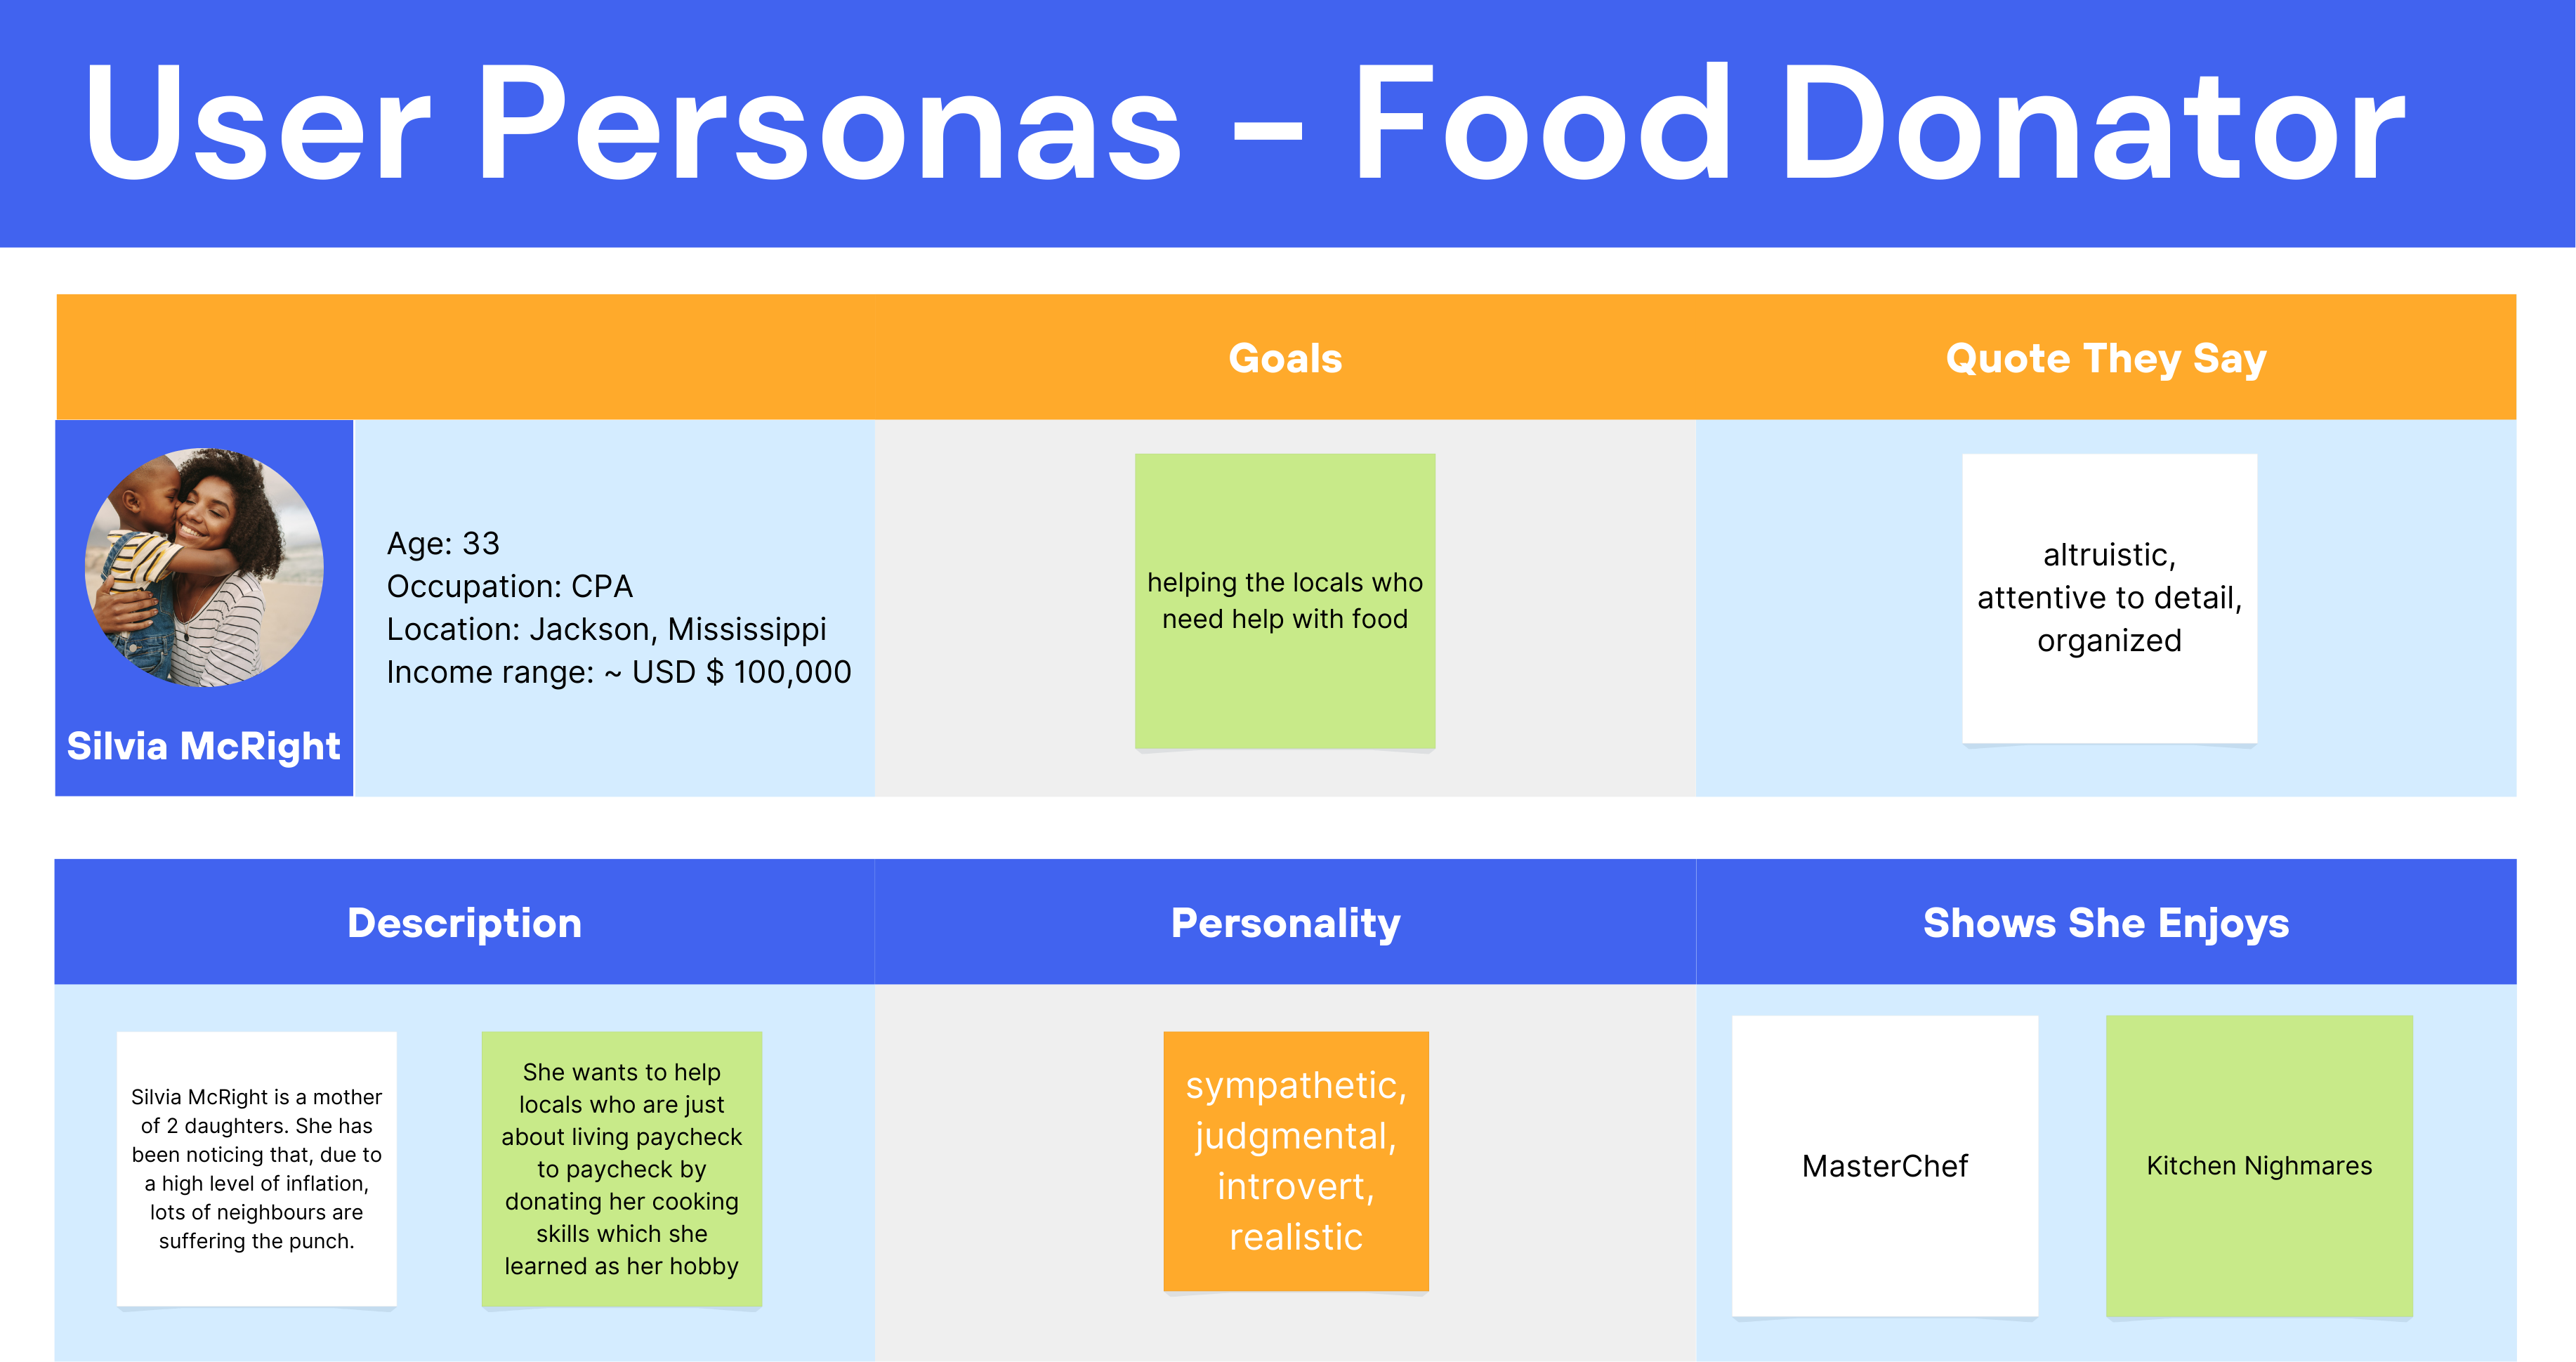 User Personas - Food Donator
Goals
Quote They Say
Silvia McRight
Age: 33
Occupation: CPA
Location: Jackson, Mississippi
Income range: ~ USD $ 100,000
helping the locals who
need help with food
altruistic,
attentive to detail,
organized
Description
Personality
Shows She Enjoys
Silvia McRight is a mother
of 2 daughters. She has
been noticing that, due to
a high level of inflation,
lots of neighbours are
suffering the punch.
She wants to help
locals who are just
about living paycheck
to paycheck by
donating her cooking
skills which she
learned as her hobby
sympathetic,
judgmental,
introvert,
realistic
MasterChef
Kitchen Nighmares